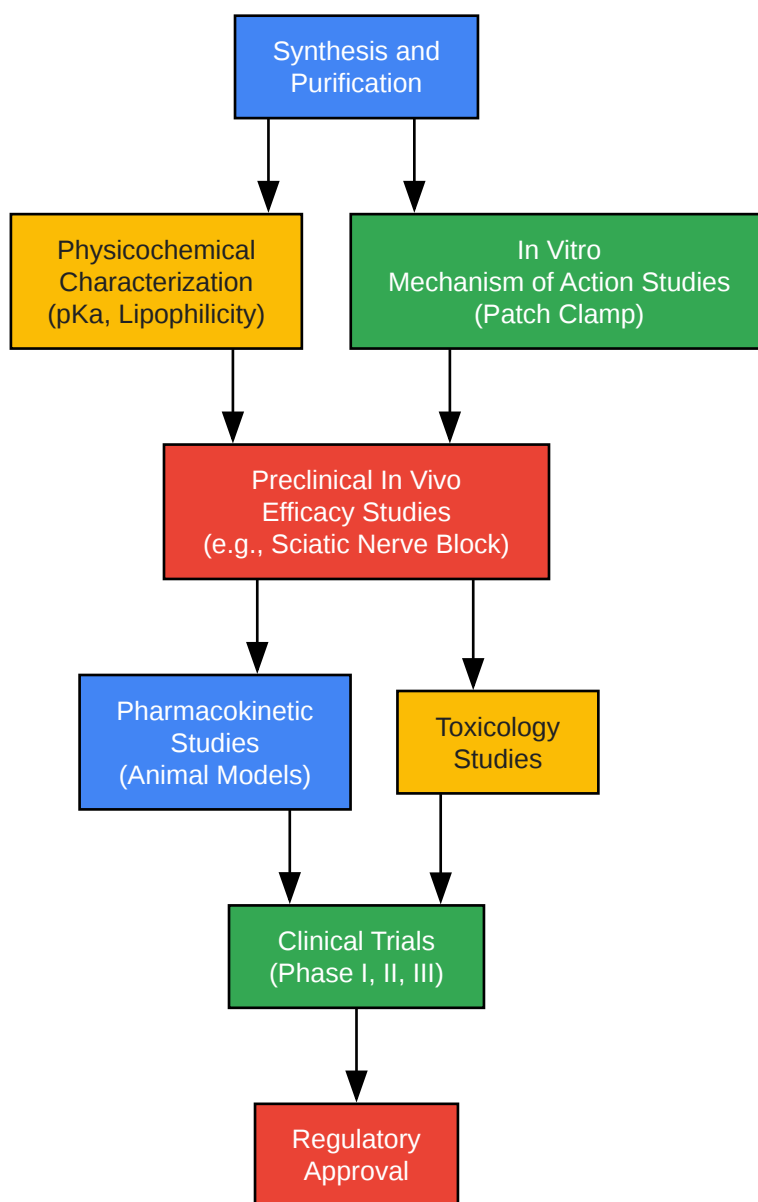 Synthesis and
Purification
Physicochemical
Characterization
(pKa, Lipophilicity)
In Vitro
Mechanism of Action Studies
(Patch Clamp)
Preclinical In Vivo
Efficacy Studies
(e.g., Sciatic Nerve Block)
Pharmacokinetic
Studies
(Animal Models)
Toxicology
Studies
Clinical Trials
(Phase I, II, III)
Regulatory
Approval